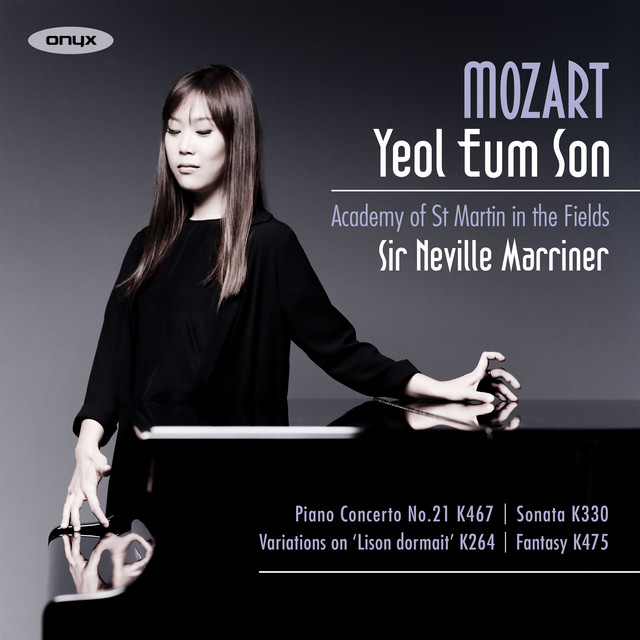 onyx
MOZART
Yeol Eum Son
Academy of St Martin in the Fields
Sir Neville Marriner
Piano Concerto No.21 K467 | Sonata K330
Variations on ‘Lison dormait’ K264 | Fantasy K475